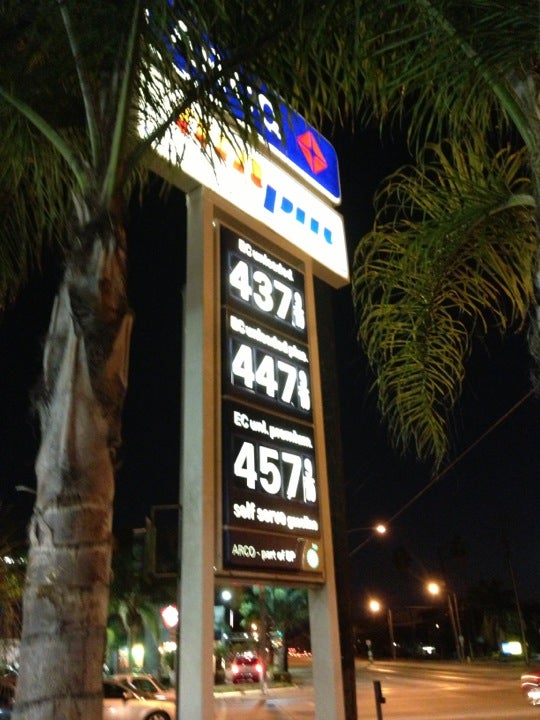 EC unleaded
437 9/10
EC unleaded plus
447 9/10
EC unl. premium
457 9/10
self serve gasoline
ARCO - part of BP